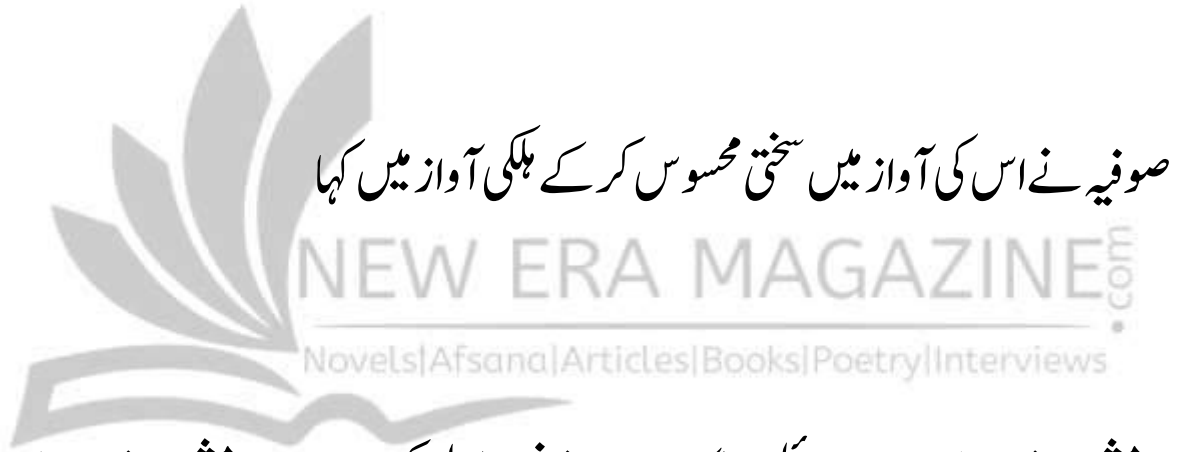 صوفیہ نے اس کی آواز میں سختی محسوس کر کے ہلکی آواز میں کہا
NEW ERA MAGAZINE.com
Novels|Afsana|Articles|Books|Poetry|Interviews